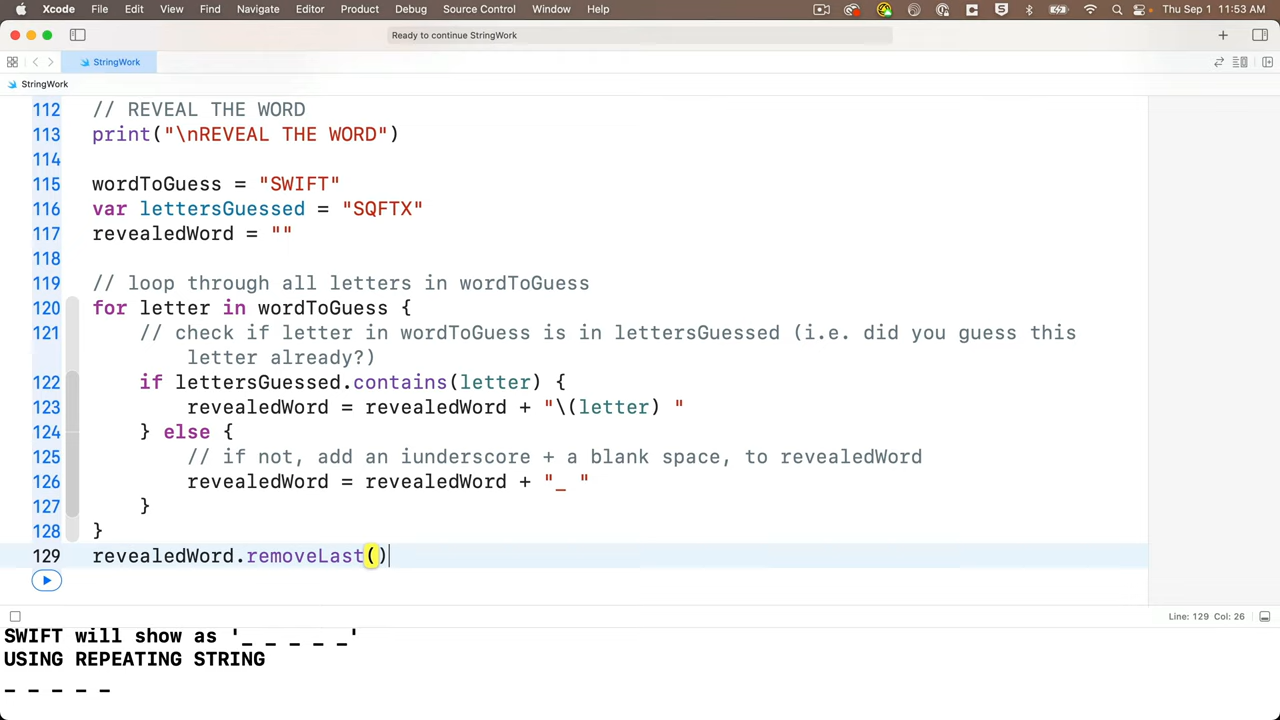 Xcode File Edit View Find Navigate Editor Product Debug Source Control Window Help Thu Sep 1 11:53 AM
Ready to continue StringWork
StringWork
StringWork
112 // REVEAL THE WORD
113 print("\nREVEAL THE WORD")
114
115 wordToGuess = "SWIFT"
116 var lettersGuessed = "SQFTX"
117 revealedWord = ""
118
119 // loop through all letters in wordToGuess
120 for letter in wordToGuess {
121 // check if letter in wordToGuess is in lettersGuessed (i.e. did you guess this
letter already?)
122 if lettersGuessed.contains(letter) {
123 revealedWord = revealedWord + "\(letter) "
124 } else {
125 // if not, add an iunderscore + a blank space, to revealedWord
126 revealedWord = revealedWord + "_ "
127 }
128 }
129 revealedWord.removeLast()
Line: 129 Col: 26
SWIFT will show as '_ _ _ _ _'
USING REPEATING STRING
_ _ _ _ _